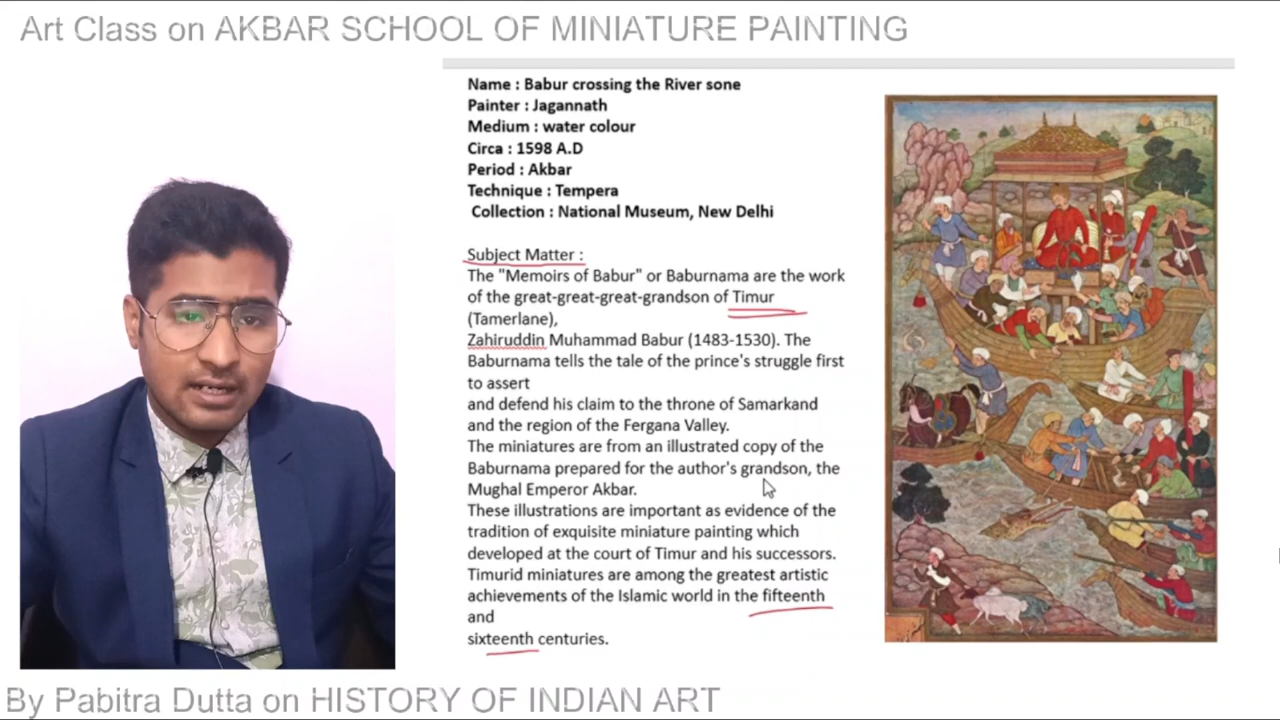 Art Class on AKBAR SCHOOL OF MINIATURE PAINTING
Name : Babur crossing the River sone
Painter : Jagannath
Medium : water colour
Circa : 1598 A.D
Period : Akbar
Technique : Tempera
Collection : National Museum, New Delhi
Subject Matter :
The "Memoirs of Babur" or Baburnama are the work
of the great-great-great-grandson of Timur
(Tamerlane),
Zahiruddin Muhammad Babur (1483-1530). The
Baburnama tells the tale of the prince's struggle first
to assert
and defend his claim to the throne of Samarkand
and the region of the Fergana Valley.
The miniatures are from an illustrated copy of the
Baburnama prepared for the author's grandson, the
Mughal Emperor Akbar.
These illustrations are important as evidence of the
tradition of exquisite miniature painting which
developed at the court of Timur and his successors.
Timurid miniatures are among the greatest artistic
achievements of the Islamic world in the fifteenth
and
sixteenth centuries.
By Pabitra Dutta on HISTORY OF INDIAN ART